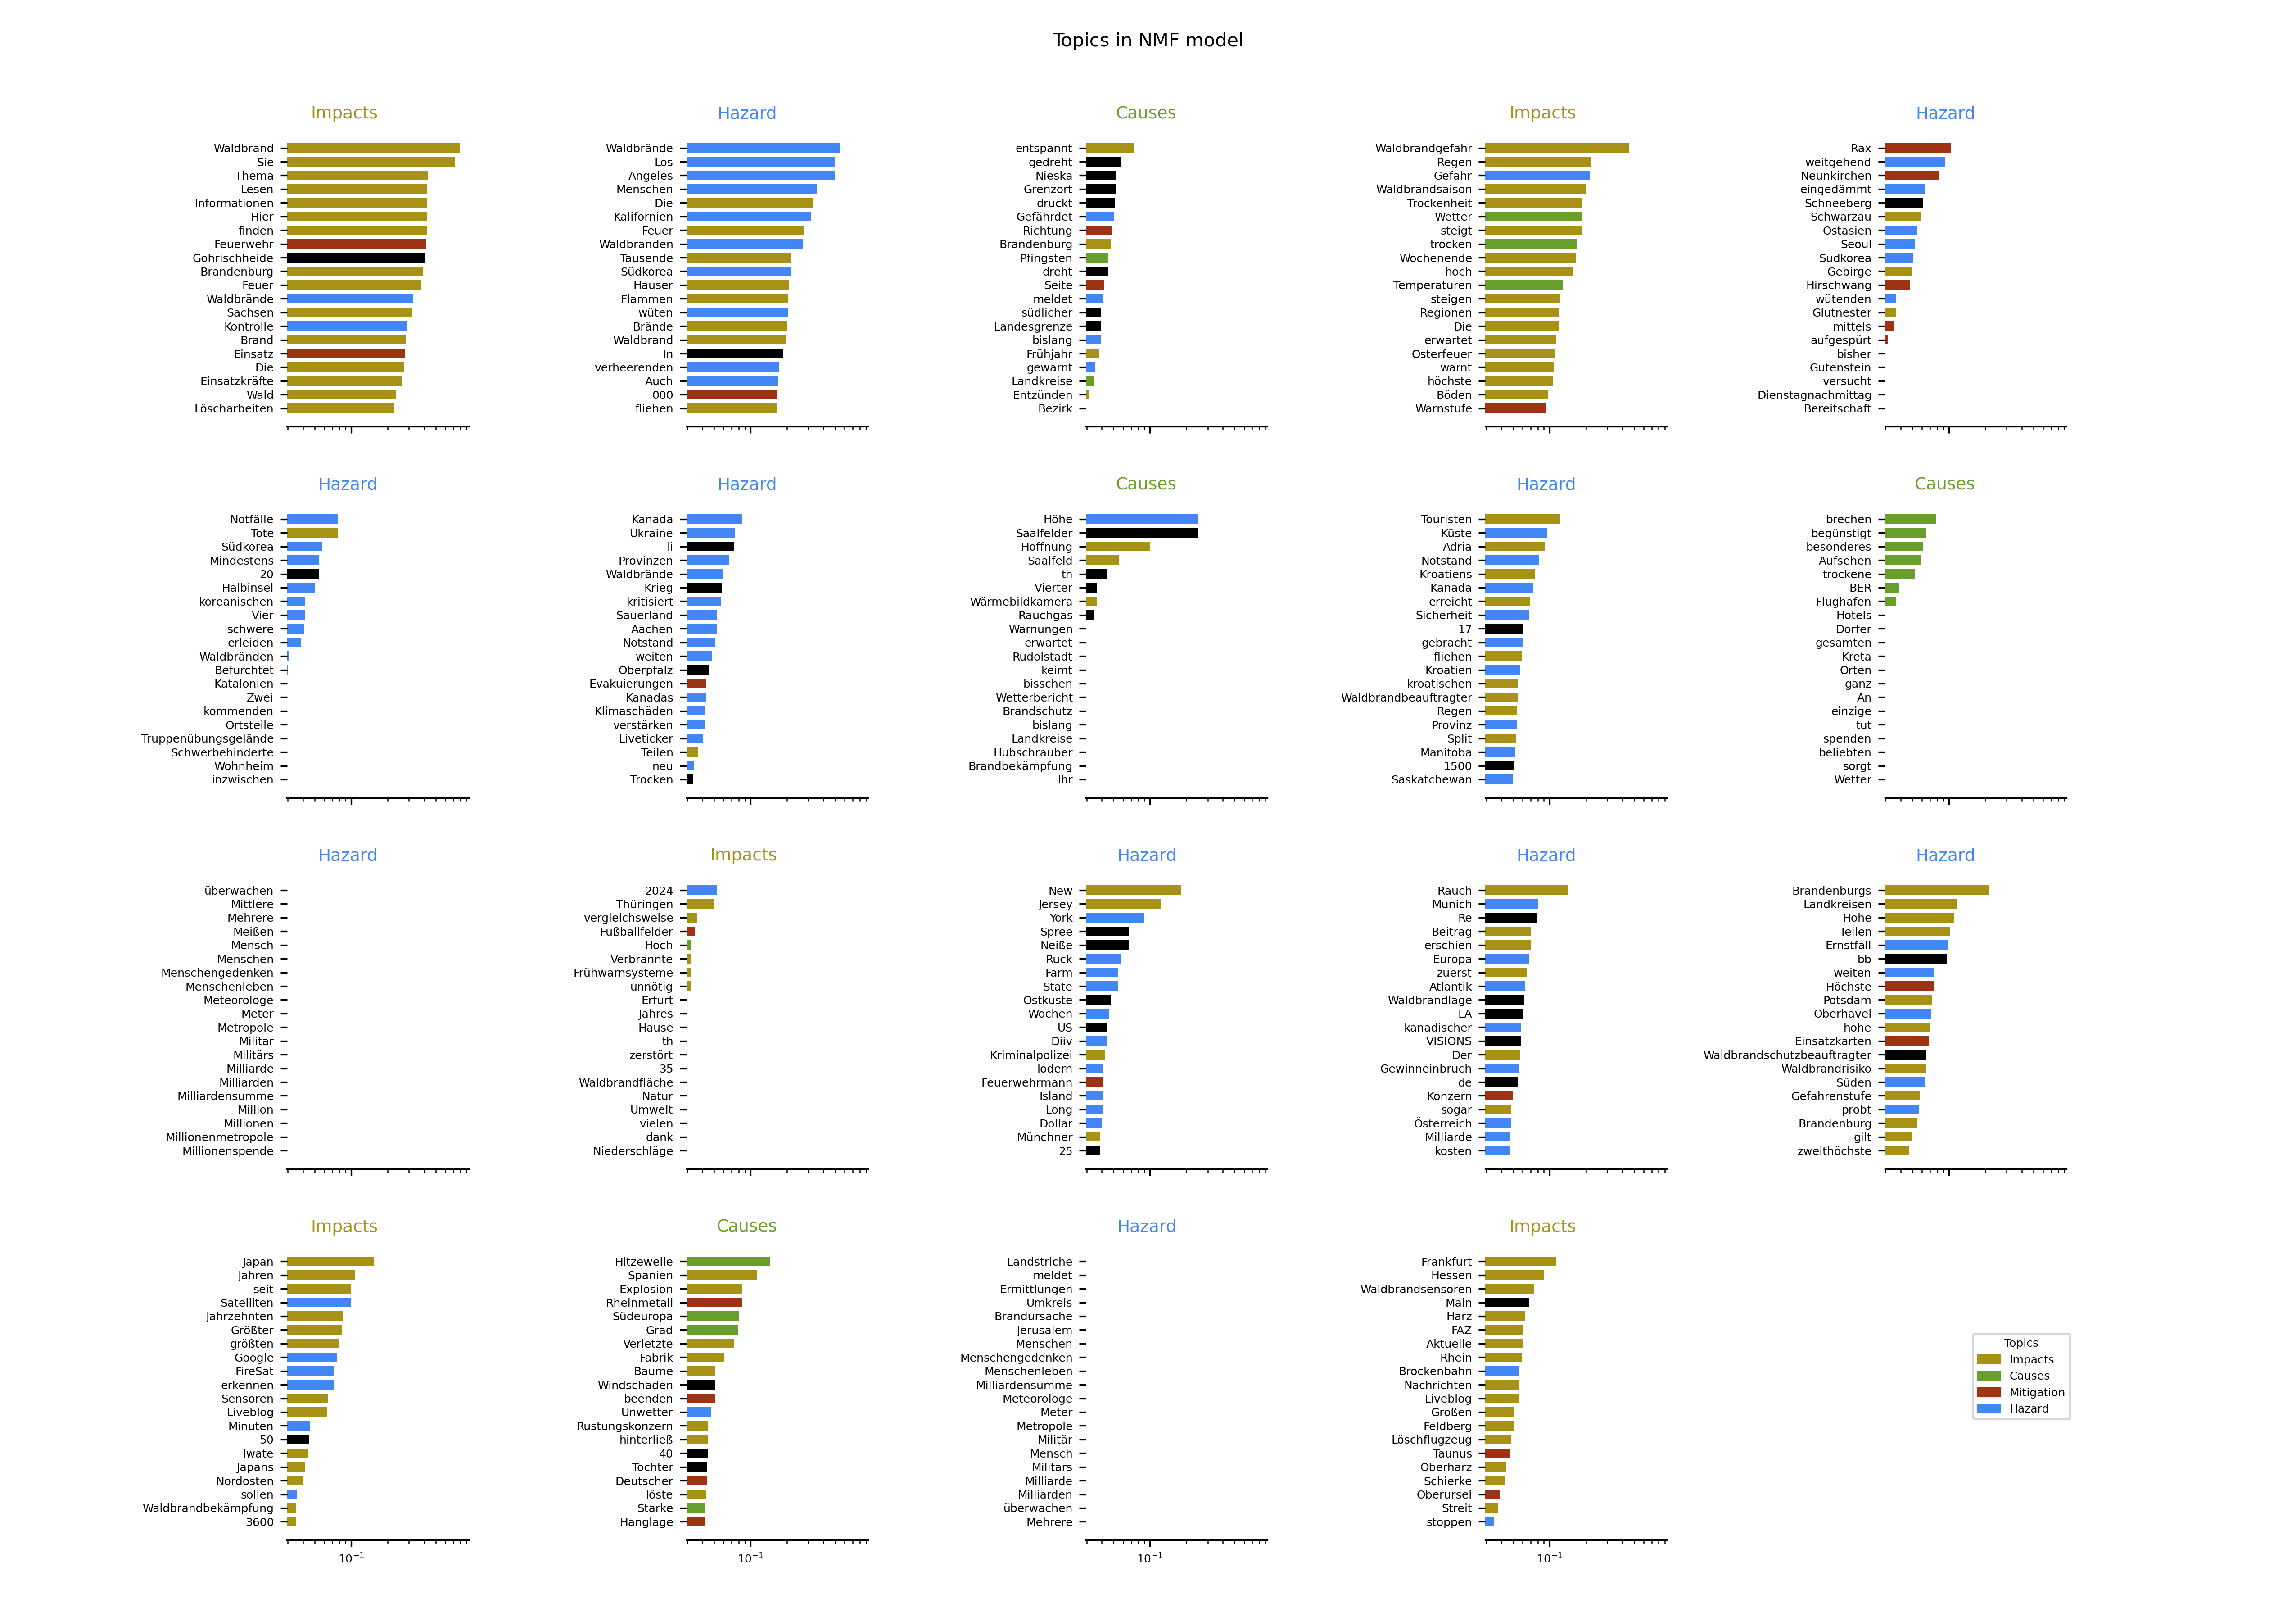 Topics in NMF model
Impacts
Waldbrand
Sie
Thema
Lesen
Informationen
Hier
finden
Feuerwehr
Gohrischheide
Brandenburg
Feuer
Waldbrände
Sachsen
Kontrolle
Brand
Einsatz
Die
Einsatzkräfte
Wald
Löscharbeiten
Hazard
Waldbrände
Los
Angeles
Menschen
Die
Kalifornien
Feuer
Waldbränden
Tausende
Südkorea
Häuser
Flammen
wüten
Brände
Waldbrand
In
verheerenden
Auch
000
fliehen
Causes
entspannt
gedreht
Nieska
Grenzort
drückt
Gefährdet
Richtung
Brandenburg
Pfingsten
dreht
Seite
meldet
südlicher
Landesgrenze
bislang
Frühjahr
gewarnt
Landkreise
Entzünden
Bezirk
Impacts
Waldbrandgefahr
Regen
Gefahr
Waldbrandsaison
Trockenheit
Wetter
steigt
trocken
Wochenende
hoch
Temperaturen
steigen
Regionen
Die
erwartet
Osterfeuer
warnt
höchste
Böden
Warnstufe
Hazard
Rax
weitgehend
Neunkirchen
eingedämmt
Schneeberg
Schwarzau
Ostasien
Seoul
Südkorea
Gebirge
Hirschwang
wütenden
Glutnester
mittels
aufgespürt
bisher
Gutenstein
versucht
Dienstagnachmittag
Bereitschaft
Hazard
Notfälle
Tote
Südkorea
Mindestens
20
Halbinsel
koreanischen
Vier
schwere
erleiden
Waldbränden
Befürchtet
Katalonien
Zwei
kommenden
Ortsteile
Truppenübungsgelände
Schwerbehinderte
Wohnheim
inzwischen
Hazard
Kanada
Ukraine
li
Provinzen
Waldbrände
Krieg
kritisiert
Sauerland
Aachen
Notstand
weiten
Oberpfalz
Evakuierungen
Kanadas
Klimaschäden
verstärken
Liveticker
Teilen
neu
Trocken
Causes
Höhe
Saalfelder
Hoffnung
Saalfeld
th
Vierter
Wärmebildkamera
Rauchgas
Warnungen
erwartet
Rudolstadt
keimt
bisschen
Wetterbericht
Brandschutz
bislang
Landkreise
Hubschrauber
Brandbekämpfung
Ihr
Hazard
Touristen
Küste
Adria
Notstand
Kroatiens
Kanada
erreicht
Sicherheit
17
gebracht
fliehen
Kroatien
kroatischen
Waldbrandbeauftragter
Regen
Provinz
Split
Manitoba
1500
Saskatchewan
Causes
brechen
begünstigt
besonderes
Aufsehen
trockene
BER
Flughafen
Hotels
Dörfer
gesamten
Kreta
Orten
ganz
An
einzige
tut
spenden
beliebten
sorgt
Wetter
Hazard
überwachen
Mittlere
Mehrere
Meißen
Mensch
Menschen
Menschengedenken
Menschenleben
Meteorologe
Meter
Metropole
Militär
Militärs
Milliarde
Milliarden
Milliardensumme
Million
Millionen
Millionenmetropole
Millionenspende
Impacts
2024
Thüringen
vergleichsweise
Fußballfelder
Hoch
Verbrannte
Frühwarnsysteme
unnötig
Erfurt
Jahres
Hause
th
zerstört
35
Waldbrandfläche
Natur
Umwelt
vielen
dank
Niederschläge
Hazard
New
Jersey
York
Spree
Neiße
Rück
Farm
State
Ostküste
Wochen
US
Diiv
Kriminalpolizei
lodern
Feuerwehrmann
Island
Long
Dollar
Münchner
25
Hazard
Rauch
Munich
Re
Beitrag
erschien
Europa
zuerst
Atlantik
Waldbrandlage
LA
kanadischer
VISIONS
Der
Gewinneinbruch
de
Konzern
sogar
Österreich
Milliarde
kosten
Hazard
Brandenburgs
Landkreisen
Hohe
Teilen
Ernstfall
bb
weiten
Höchste
Potsdam
Oberhavel
hohe
Einsatzkarten
Waldbrandschutzbeauftragter
Waldbrandrisiko
Süden
Gefahrenstufe
probt
Brandenburg
gilt
zweithöchste
Impacts
Japan
Jahren
seit
Satelliten
Jahrzehnten
Größter
größten
Google
FireSat
erkennen
Sensoren
Liveblog
Minuten
50
Iwate
Japans
Nordosten
sollen
Waldbrandbekämpfung
3600
10⁻¹
Causes
Hitzewelle
Spanien
Explosion
Rheinmetall
Südeuropa
Grad
Verletzte
Fabrik
Bäume
Windschäden
beenden
Unwetter
Rüstungskonzern
hinterließ
40
Tochter
Deutscher
löste
Starke
Hanglage
10⁻¹
Hazard
Landstriche
meldet
Ermittlungen
Umkreis
Brandursache
Jerusalem
Menschen
Menschengedenken
Menschenleben
Milliardensumme
Meteorologe
Meter
Metropole
Militär
Mensch
Militärs
Milliarde
Milliarden
überwachen
Mehrere
10⁻¹
Impacts
Frankfurt
Hessen
Waldbrandsensoren
Main
Harz
FAZ
Aktuelle
Rhein
Brockenbahn
Nachrichten
Liveblog
Großen
Feldberg
Löschflugzeug
Taunus
Oberharz
Schierke
Oberursel
Streit
stoppen
10⁻¹
Topics
Impacts
Causes
Mitigation
Hazard